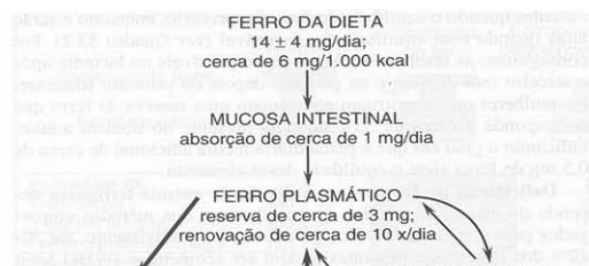 FERRO DA DIETA
14 ± 4 mg/dia;
cerca de 6 mg/1.000 kcal
MUCOSA INTESTINAL
absorção de cerca de 1 mg/dia
FERRO PLASMÁTICO
reserva de cerca de 3 mg;
renovação de cerca de 10 x/dia